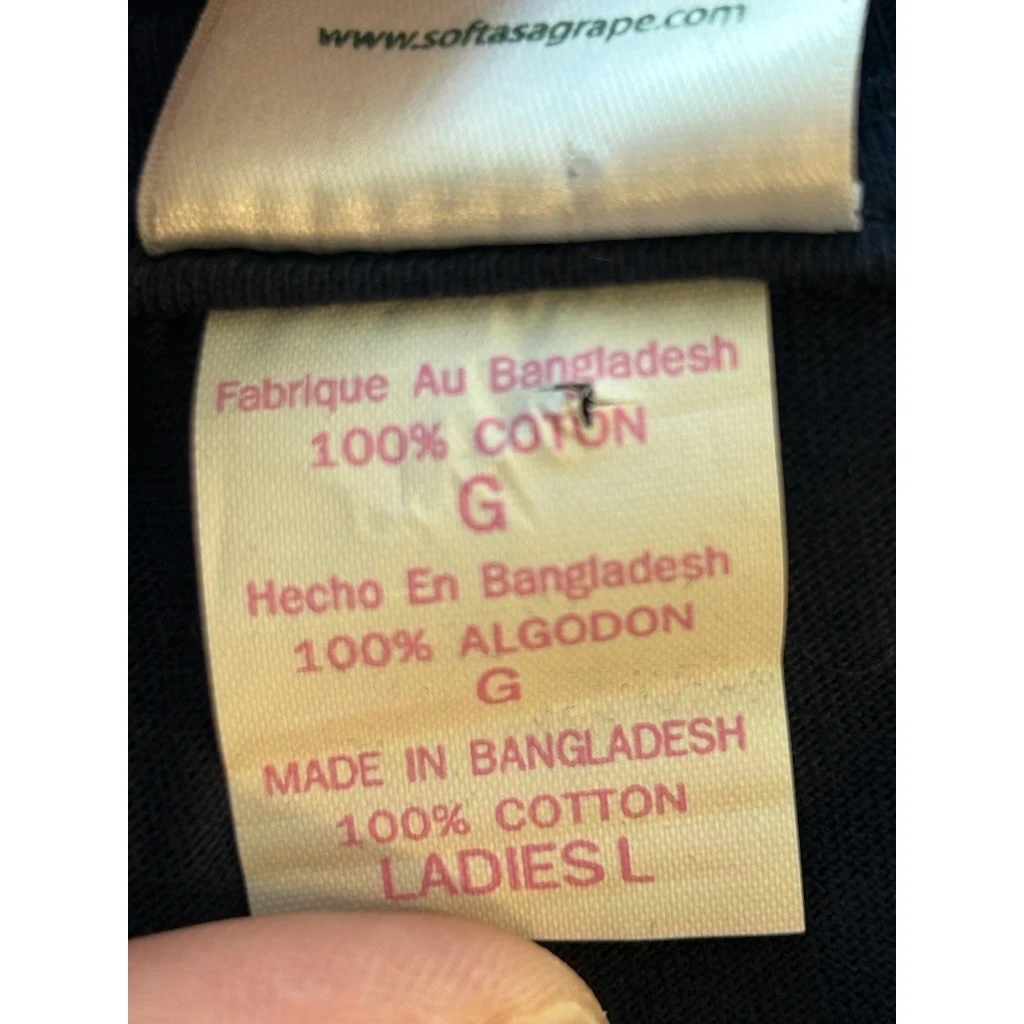 www.softasagrape.com
Fabrique Au Bangladesh
100% COTON
G
Hecho En Bangladesh
100% ALGODON
G
MADE IN BANGLADESH
100% COTTON
LADIES L